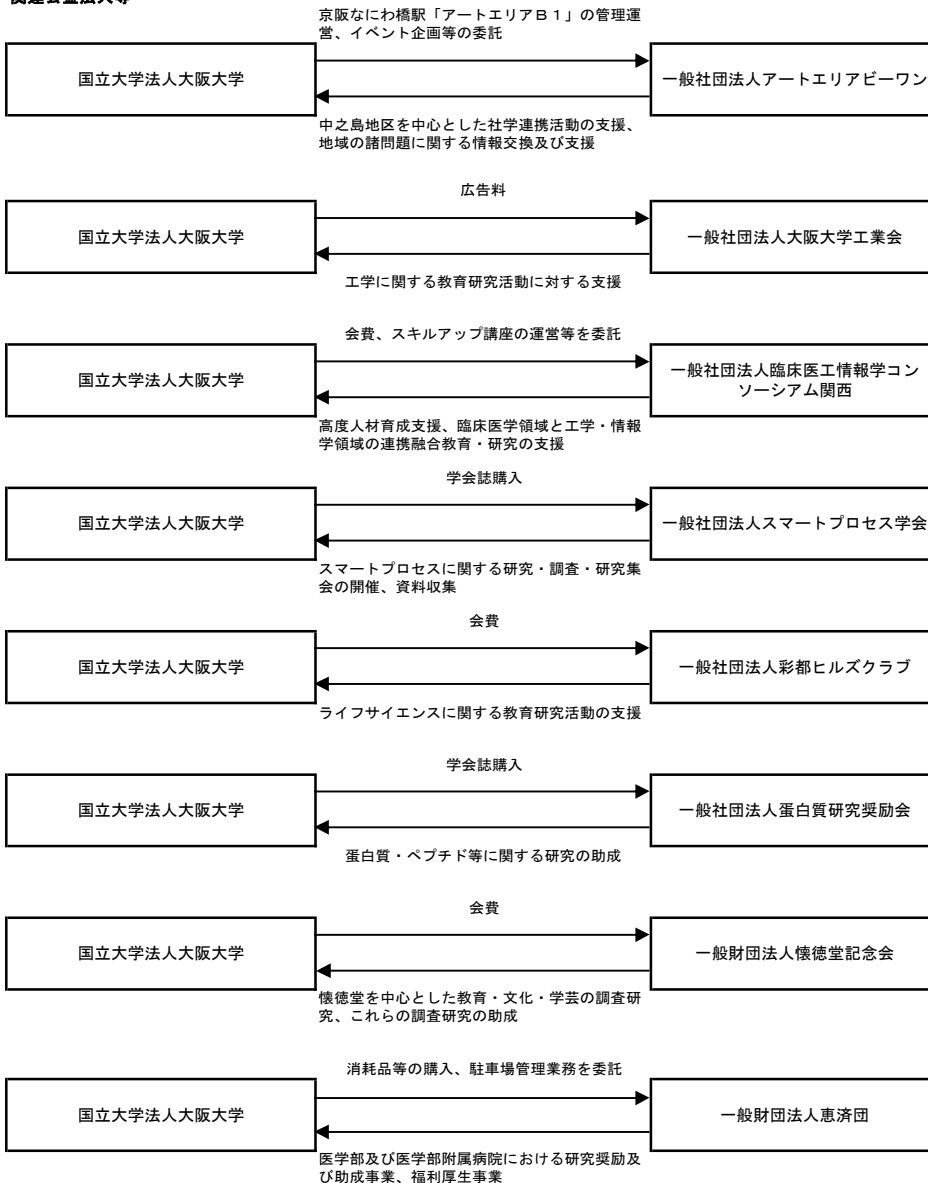 関連公益法人等
京阪なにわ橋駅「アートエリアＢ１」の管理運
営、イベント企画等の委託
国立大学法人大阪大学
一般社団法人アートエリアビーワン
中之島地区を中心とした社学連携活動の支援、
地域の諸問題に関する情報交換及び支援
広告料
国立大学法人大阪大学
一般社団法人大阪大学工業会
工学に関する教育研究活動に対する支援
会費、スキルアップ講座の運営等を委託
国立大学法人大阪大学
一般社団法人臨床医工情報学コン
ソーシアム関西
高度人材育成支援、臨床医学領域と工学・情報
学領域の連携融合教育・研究の支援
学会誌購入
国立大学法人大阪大学
一般社団法人スマートプロセス学会
スマートプロセスに関する研究・調査・研究集
会の開催、資料収集
会費
国立大学法人大阪大学
一般社団法人彩都ヒルズクラブ
ライフサイエンスに関する教育研究活動の支援
学会誌購入
国立大学法人大阪大学
一般社団法人蛋白質研究奨励会
蛋白質・ペプチド等に関する研究の助成
会費
国立大学法人大阪大学
一般財団法人懐徳堂記念会
懐徳堂を中心とした教育・文化・学芸の調査研
究、これらの調査研究の助成
消耗品等の購入、駐車場管理業務を委託
国立大学法人大阪大学
一般財団法人恵済団
医学部及び医学部附属病院における研究奨励及
び助成事業、福利厚生事業